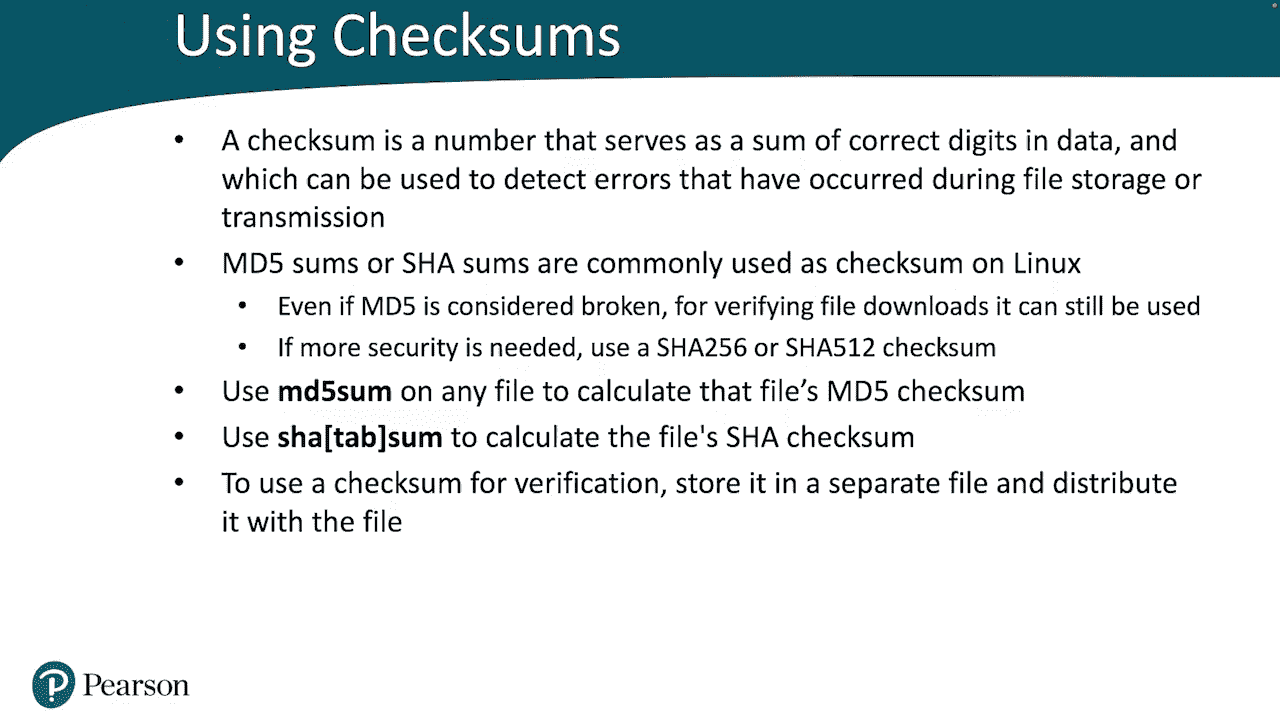 Using Checksums
• A checksum is a number that serves as a sum of correct digits in data, and
which can be used to detect errors that have occurred during file storage or
transmission
• MD5 sums or SHA sums are commonly used as checksum on Linux
• Even if MD5 is considered broken, for verifying file downloads it can still be used
• If more security is needed, use a SHA256 or SHA512 checksum
• Use md5sum on any file to calculate that file’s MD5 checksum
• Use sha[tab]sum to calculate the file's SHA checksum
• To use a checksum for verification, store it in a separate file and distribute
it with the file
Pearson